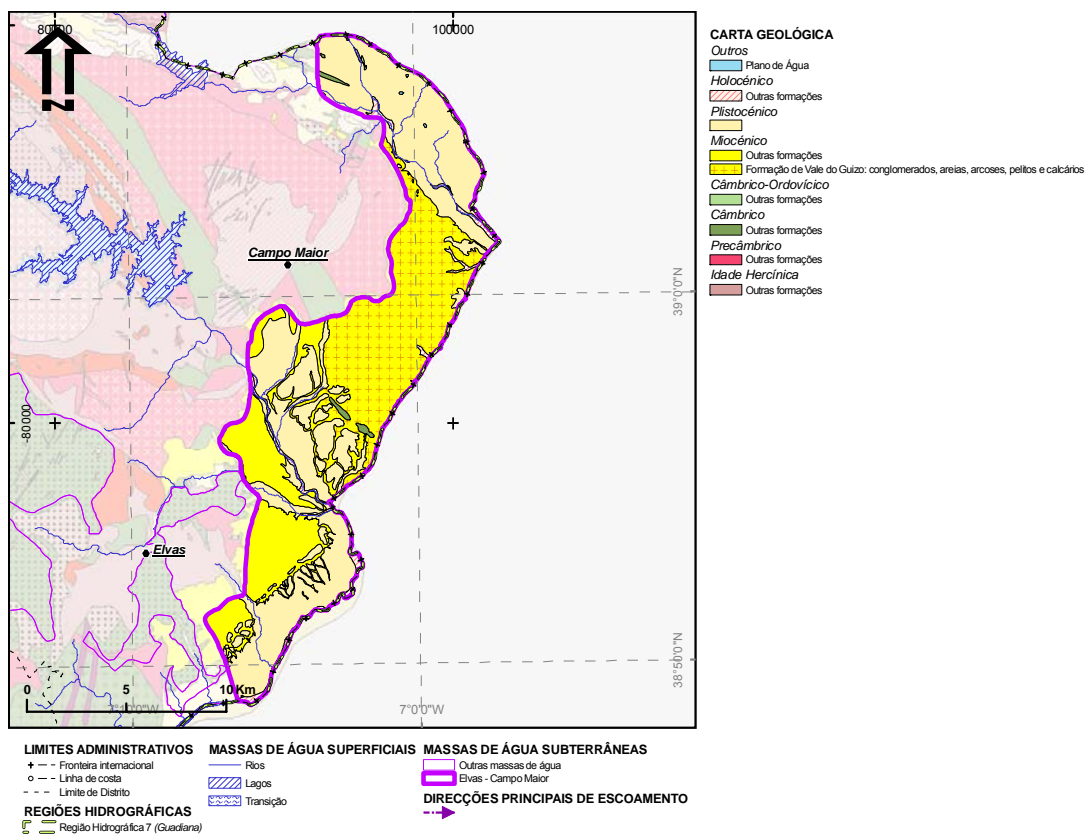 80000
100000
N
Campo Maior
39°0'0"N
-80000
Elvas
38°50'0"N
0 5 10 Km
7°10'0"W
7°0'0"W
CARTA GEOLÓGICA
Outros
Plano de Água
Holocénico
Outras formações
Plistocénico
Miocénico
Outras formações
Formação de Vale do Guizo: conglomerados, areias, arcoses, pelitos e calcários
Câmbrico-Ordovícico
Outras formações
Câmbrico
Outras formações
Precâmbrico
Outras formações
Idade Hercínica
Outras formações
LIMITES ADMINISTRATIVOS
Fronteira internacional
Linha de costa
Limite de Distrito
REGIÕES HIDROGRÁFICAS
Região Hidrográfica 7 (Guadiana)
MASSAS DE ÁGUA SUPERFICIAIS
Rios
Lagos
Transição
MASSAS DE ÁGUA SUBTERRÂNEAS
Outras massas de água
Elvas - Campo Maior
DIRECÇÕES PRINCIPAIS DE ESCOAMENTO